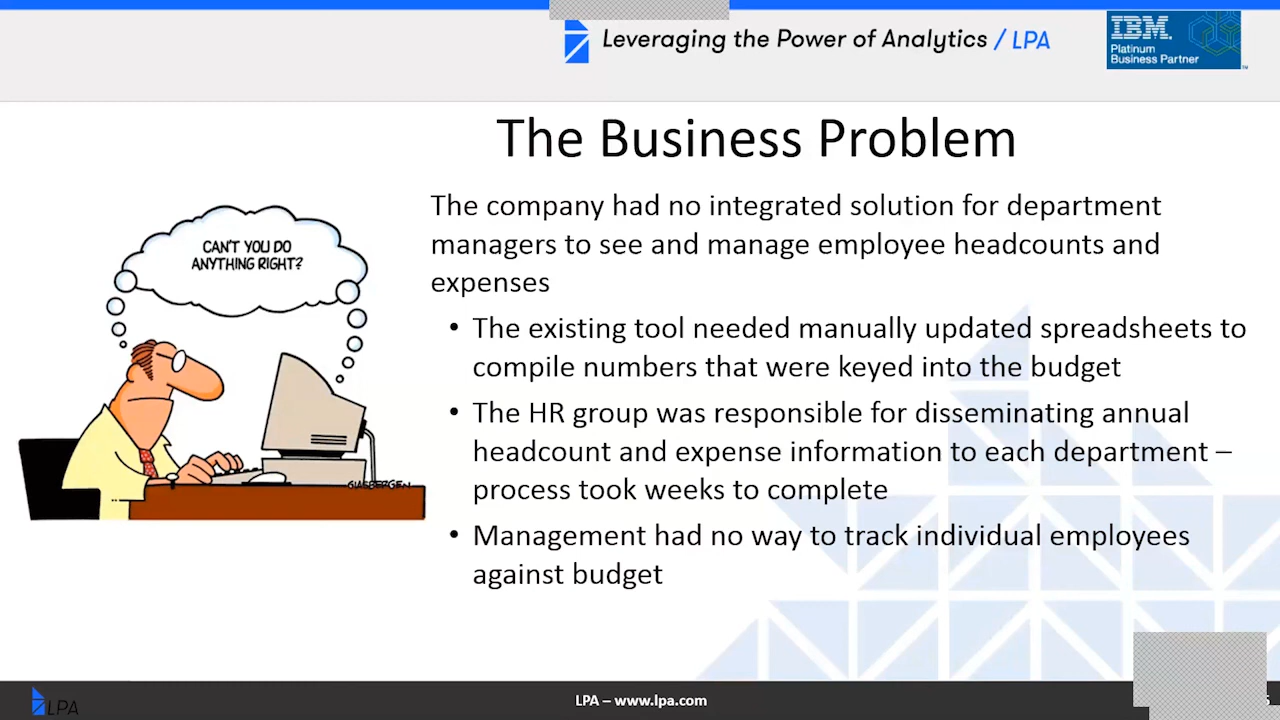 Leveraging the Power of Analytics / LPA
IBM.
Platinum
Business Partner
TM
The Business Problem
The company had no integrated solution for department
managers to see and manage employee headcounts and
expenses
• The existing tool needed manually updated spreadsheets to
compile numbers that were keyed into the budget
• The HR group was responsible for disseminating annual
headcount and expense information to each department –
process took weeks to complete
• Management had no way to track individual employees
against budget
CAN'T YOU DO
ANYTHING RIGHT?
GLASBERGEN
LPA
LPA – www.lpa.com